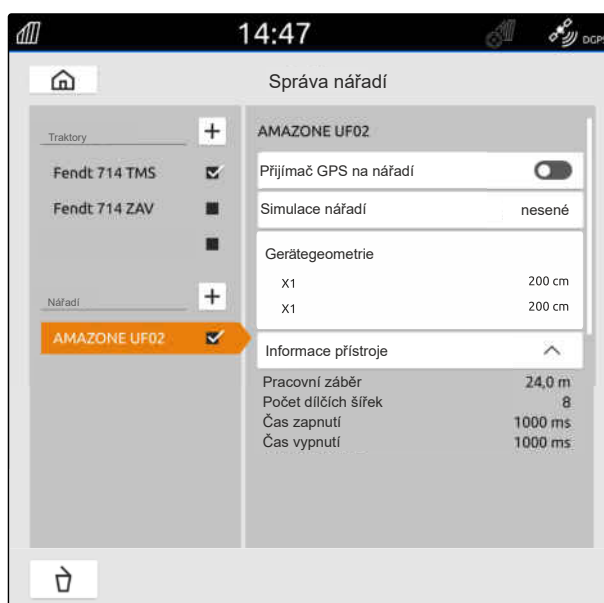 14:47
DGPS
Správa nářadí
Traktory
Fendt 714 TMS
Fendt 714 ZAV
Nářadí
AMAZONE UF02
AMAZONE UF02
Přijímač GPS na nářadí
Simulace nářadí nesené
Gerätegeometrie
X1 200 cm
X1 200 cm
Informace přístroje
Pracovní záběr 24,0 m
Počet dílčích šířek 8
Čas zapnutí 1000 ms
Čas vypnutí 1000 ms